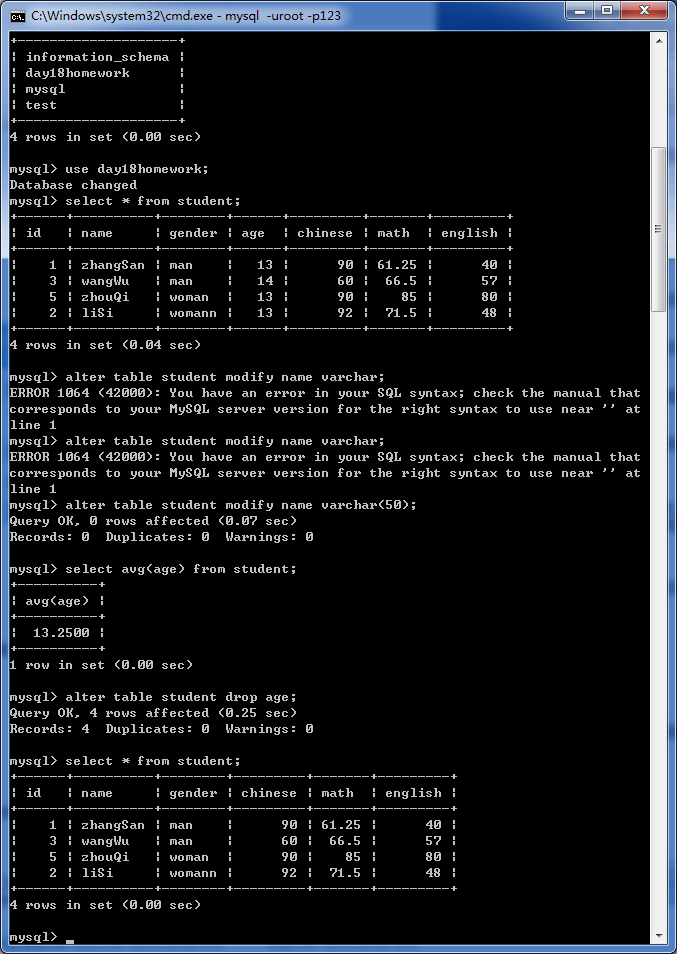 C:\Windows\system32\cmd.exe - mysql  -uroot -p123
+--------------------+
| information_schema |
| day18homework      |
| mysql              |
| test               |
+--------------------+
4 rows in set (0.00 sec)
mysql> use day18homework;
Database changed
mysql> select * from student;
+------+----------+--------+------+---------+-------+---------+
| id   | name     | gender | age  | chinese | math  | english |
+------+----------+--------+------+---------+-------+---------+
|    1 | zhangSan | man    |   13 |      90 | 61.25 |      40 |
|    3 | wangWu   | man    |   14 |      60 |  66.5 |      57 |
|    5 | zhouQi   | woman  |   13 |      90 |    85 |      80 |
|    2 | liSi     | womann |   13 |      92 |  71.5 |      48 |
+------+----------+--------+------+---------+-------+---------+
4 rows in set (0.04 sec)
mysql> alter table student modify name varchar;
ERROR 1064 (42000): You have an error in your SQL syntax; check the manual that
corresponds to your MySQL server version for the right syntax to use near '' at
line 1
mysql> alter table student modify name varchar;
ERROR 1064 (42000): You have an error in your SQL syntax; check the manual that
corresponds to your MySQL server version for the right syntax to use near '' at
line 1
mysql> alter table student modify name varchar(50);
Query OK, 0 rows affected (0.07 sec)
Records: 0  Duplicates: 0  Warnings: 0
mysql> select avg(age) from student;
+----------+
| avg(age) |
+----------+
|  13.2500 |
+----------+
1 row in set (0.00 sec)
mysql> alter table student drop age;
Query OK, 4 rows affected (0.25 sec)
Records: 4  Duplicates: 0  Warnings: 0
mysql> select * from student;
+------+----------+--------+---------+-------+---------+
| id   | name     | gender | chinese | math  | english |
+------+----------+--------+---------+-------+---------+
|    1 | zhangSan | man    |      90 | 61.25 |      40 |
|    3 | wangWu   | man    |      60 |  66.5 |      57 |
|    5 | zhouQi   | woman  |      90 |    85 |      80 |
|    2 | liSi     | womann |      92 |  71.5 |      48 |
+------+----------+--------+---------+-------+---------+
4 rows in set (0.00 sec)
mysql> _